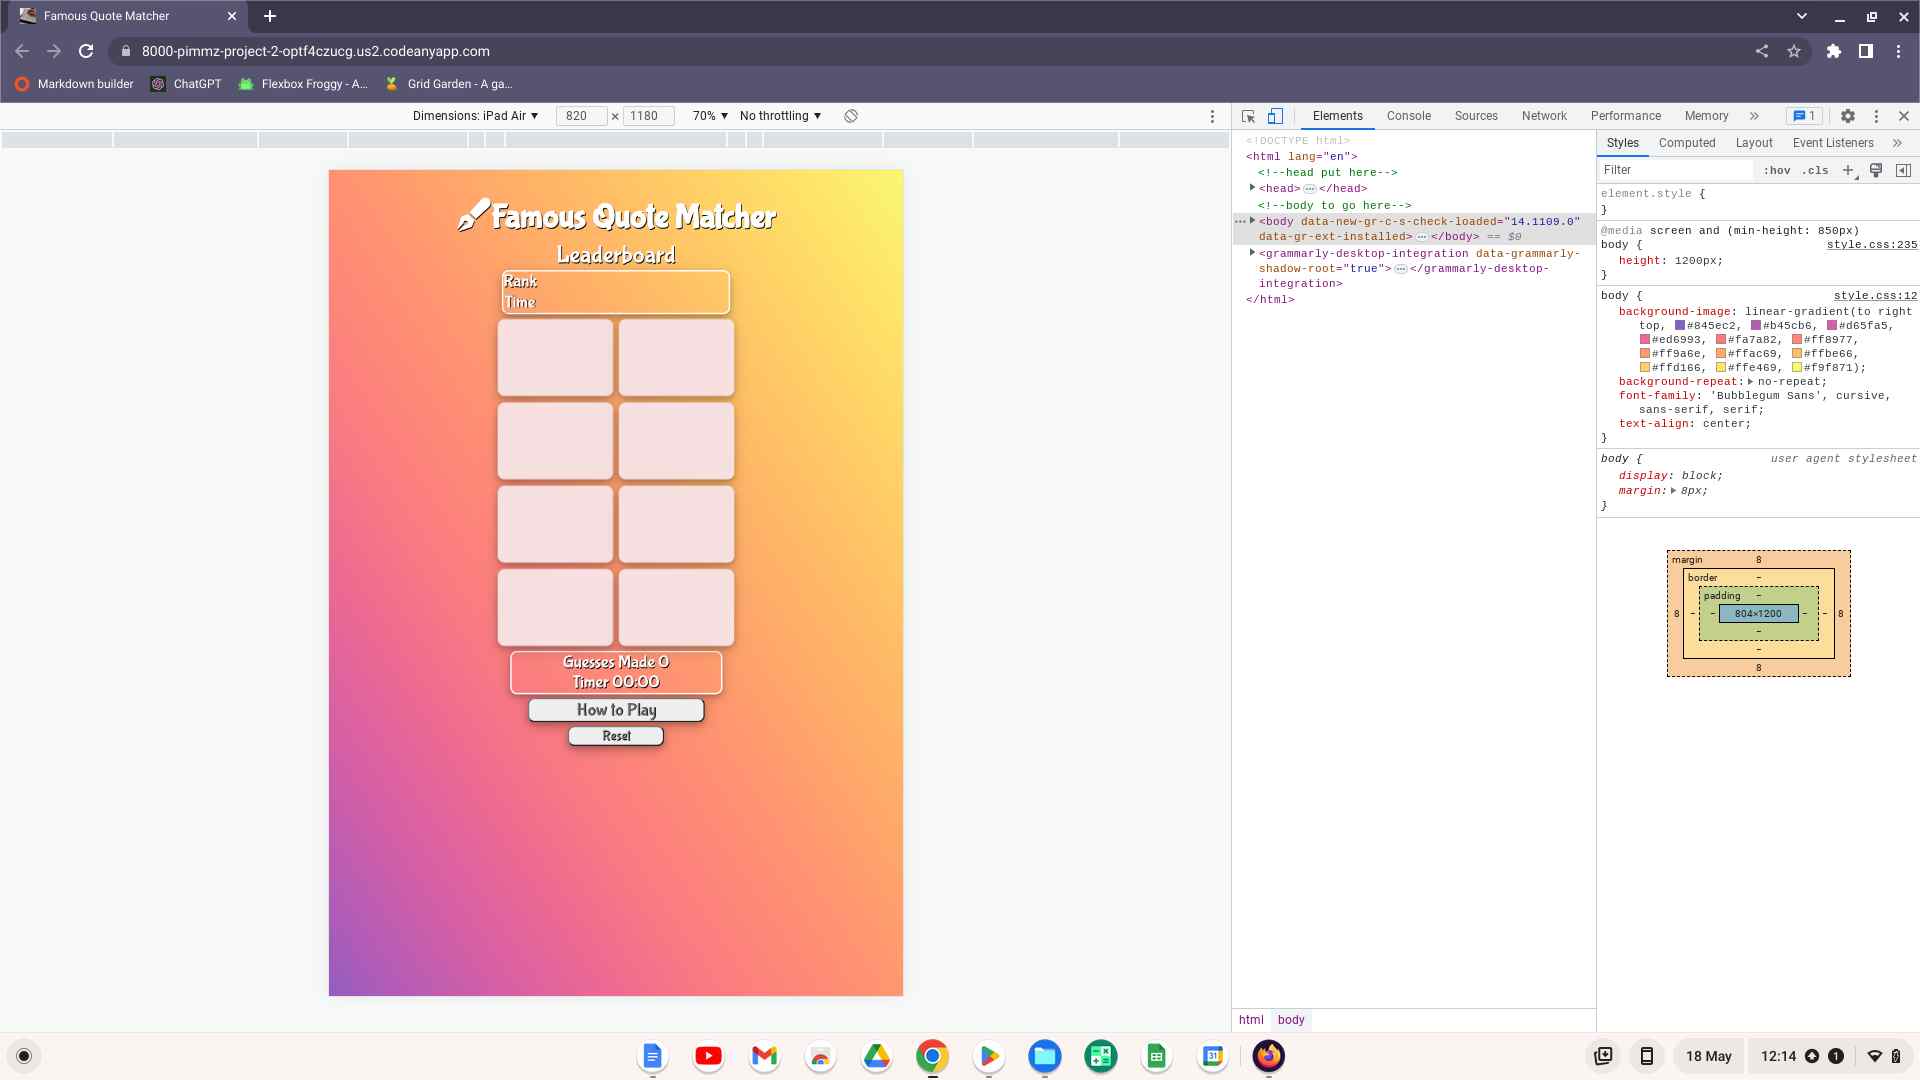 Famous Quote Matcher
8000-pimmz-project-2-optf4czucg.us2.codeanyapp.com
Markdown builder
ChatGPT
Flexbox Froggy - A...
Grid Garden - A ga...
Dimensions: iPad Air
820
×
1180
70%
No throttling
Famous Quote Matcher
Leaderboard
Rank
Time
Guesses Made 0
Timer 00:00
How to Play
Reset
Elements
Console
Sources
Network
Performance
Memory
»
1
<!DOCTYPE html>
<html lang="en">
<!--head put here-->
<head>⋯</head>
<!--body to go here-->
<body data-new-gr-c-s-check-loaded="14.1109.0"
data-gr-ext-installed>⋯</body> == $0
<grammarly-desktop-integration data-grammarly-
shadow-root="true">⋯</grammarly-desktop-
integration>
</html>
html
body
Styles
Computed
Layout
Event Listeners
»
Filter
:hov
.cls
element.style {
}
@media screen and (min-height: 850px)
body {
style.css:235
height: 1200px;
}
body {
style.css:12
background-image: linear-gradient(to right
top, #845ec2, #b45cb6, #d65fa5,
#ed6993, #fa7a82, #ff8977,
#ff9a6e, #ffac69, #ffbe66,
#ffd166, #ffe469, #f9f871);
background-repeat: no-repeat;
font-family: 'Bubblegum Sans', cursive,
sans-serif, serif;
text-align: center;
}
body {
user agent stylesheet
display: block;
margin: 8px;
}
margin
8
border
-
padding
-
8
-
-
804×1200
-
-
8
-
-
8
31
18 May
12:14
1